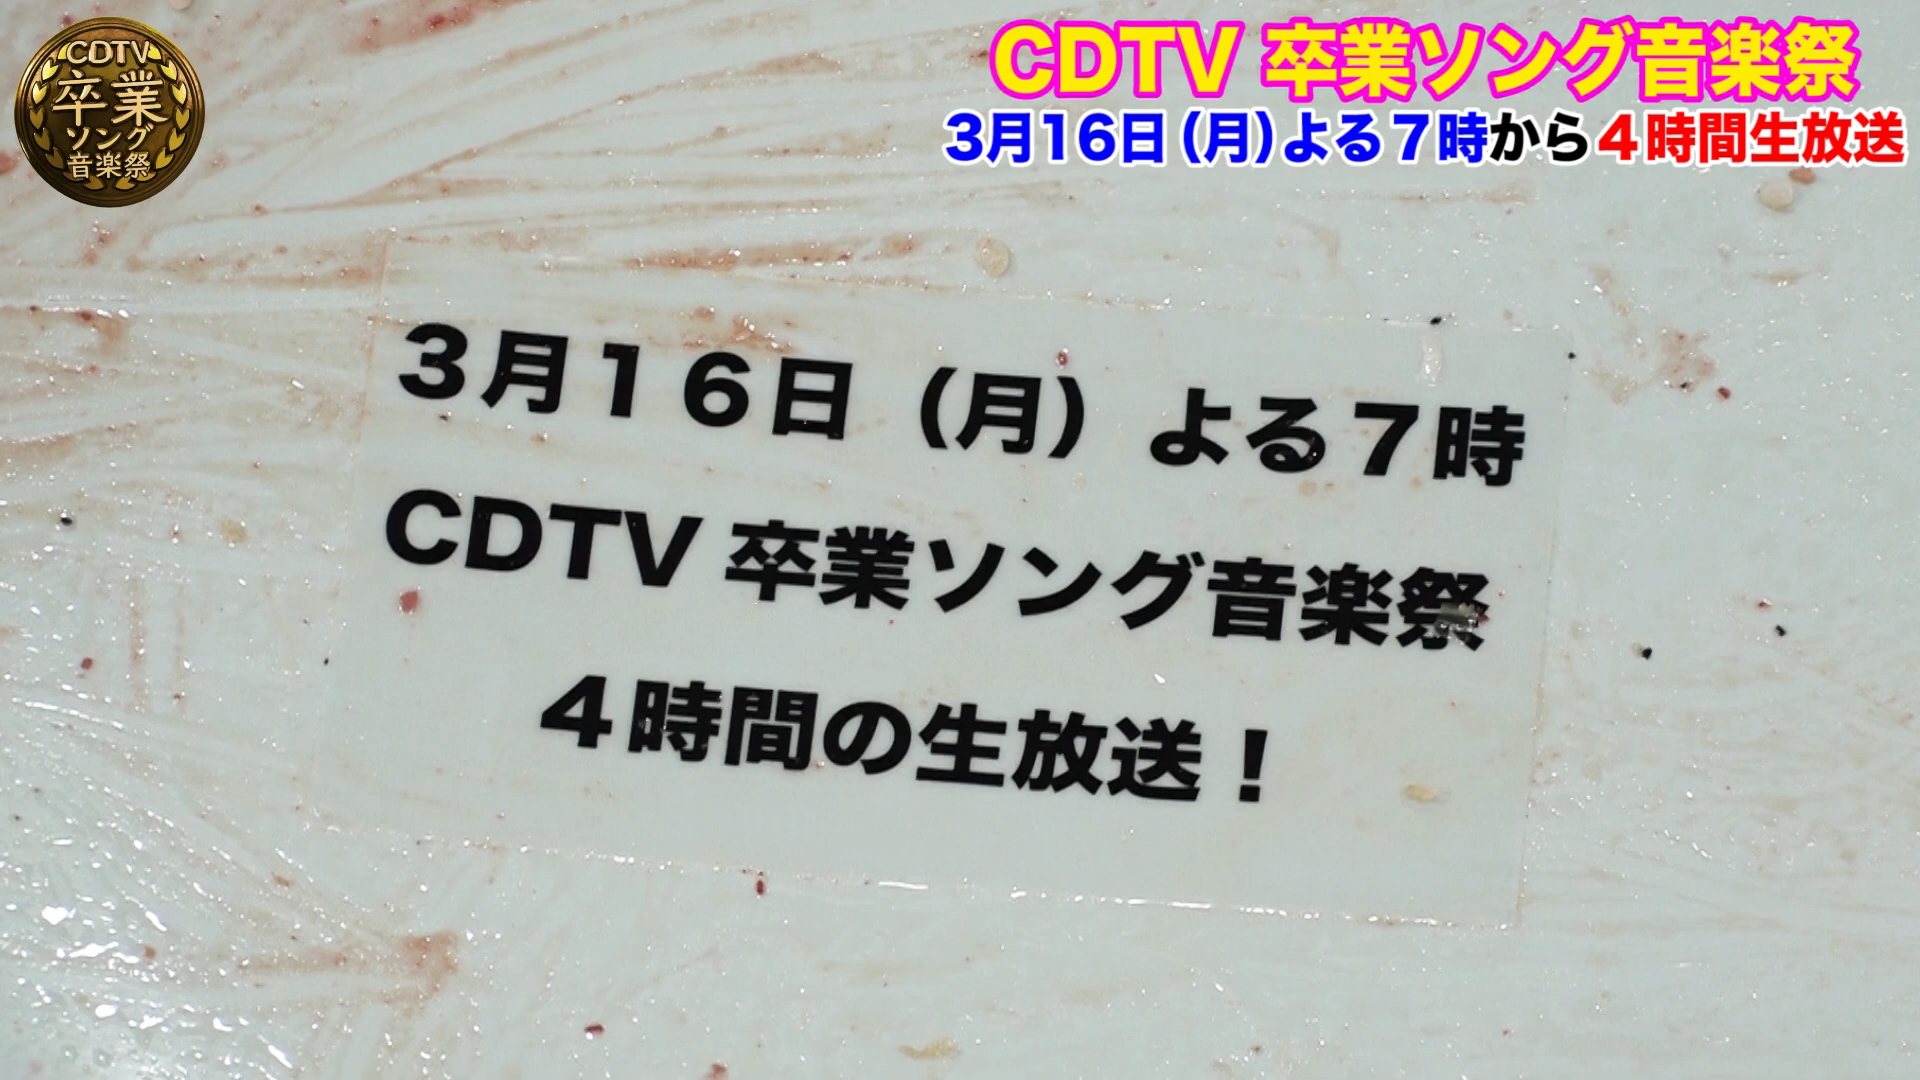 CDTV
卒業
ソング
音楽祭
CDTV 卒業ソング音楽祭
3月16日(月)よる7時から4時間生放送
3月16日(月)よる7時
CDTV 卒業ソング音楽祭
4時間の生放送!